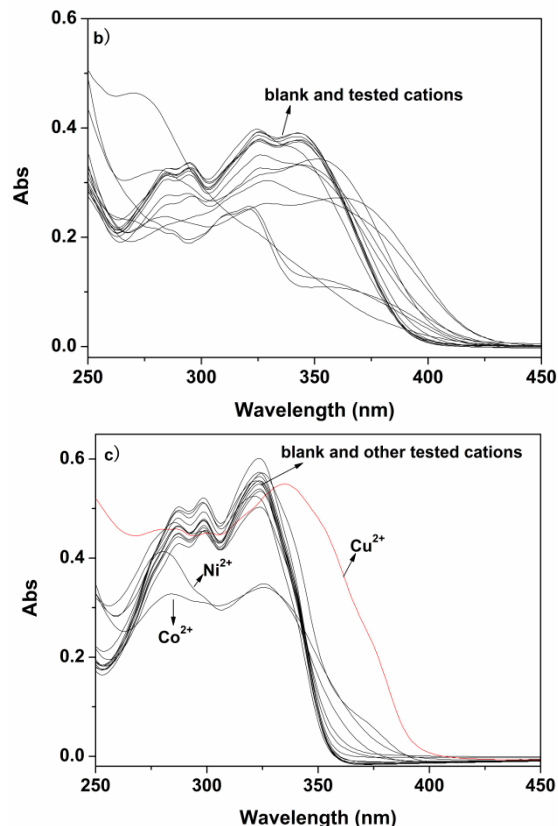 b)
0.6
0.4
0.2
0.0
Abs
blank and tested cations
250 300 350 400 450
Wavelength (nm)
c)
0.6
0.4
0.2
0.0
Abs
blank and other tested cations
Cu²⁺
Ni²⁺
Co²⁺
250 300 350 400 450
Wavelength (nm)